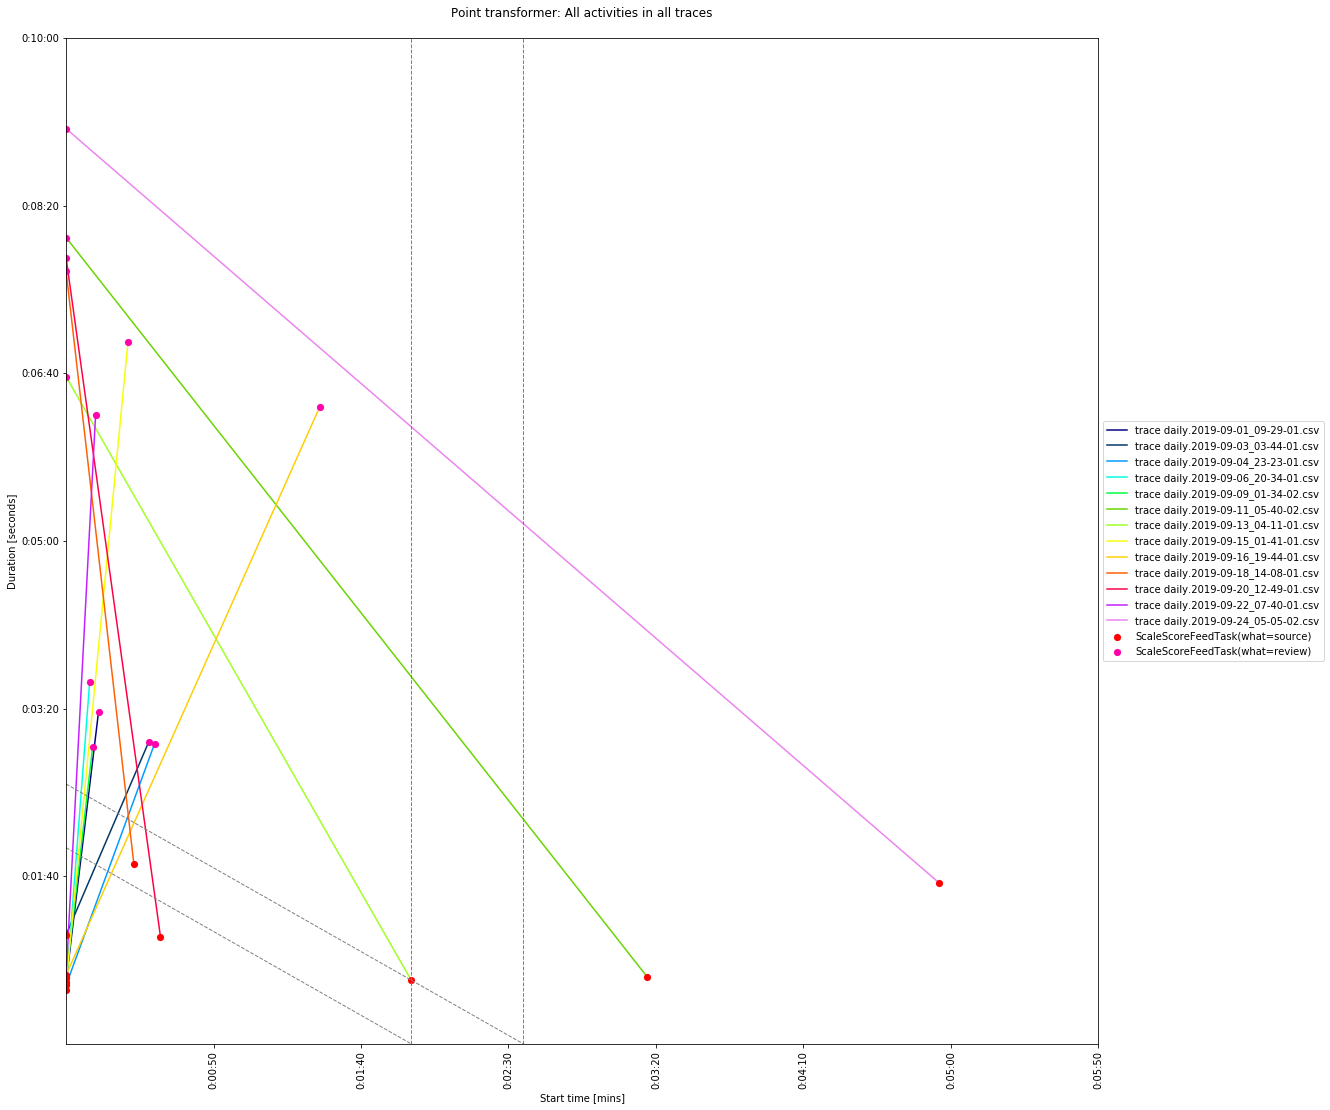 Point transformer: All activities in all traces
0:10:00
0:08:20
0:06:40
0:05:00
0:03:20
0:01:40
Duration [seconds]
0:00:50
0:01:40
0:02:30
0:03:20
0:04:10
0:05:00
0:05:50
Start time [mins]
trace daily.2019-09-01_09-29-01.csv
trace daily.2019-09-03_03-44-01.csv
trace daily.2019-09-04_23-23-01.csv
trace daily.2019-09-06_20-34-01.csv
trace daily.2019-09-09_01-34-02.csv
trace daily.2019-09-11_05-40-02.csv
trace daily.2019-09-13_04-11-01.csv
trace daily.2019-09-15_01-41-01.csv
trace daily.2019-09-16_19-44-01.csv
trace daily.2019-09-18_14-08-01.csv
trace daily.2019-09-20_12-49-01.csv
trace daily.2019-09-22_07-40-01.csv
trace daily.2019-09-24_05-05-02.csv
ScaleScoreFeedTask(what=source)
ScaleScoreFeedTask(what=review)